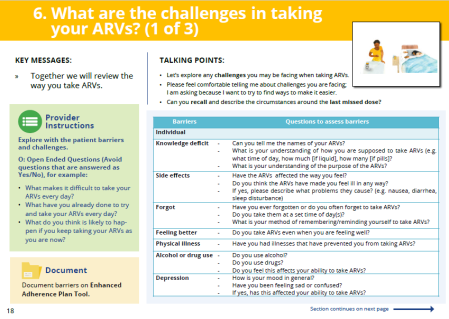 6. What are the challenges in taking
your ARVs? (1 of 3)
KEY MESSAGES:
» Together we will review the
way you take ARVs.
Provider
Instructions
Explore with the patient barriers
and challenges.
O: Open Ended Questions (Avoid
questions that are answered as
Yes/No), for example:
• What makes it difficult to take your
ARVs every day?
• What have you already done to try
and take your ARVs every day?
• What do you think is likely to hap-
pen if you keep taking your ARVs as
you are now?
Document
Document barriers on Enhanced
Adherence Plan Tool.
TALKING POINTS:
• Let's explore any challenges you may be facing when taking ARVs.
• Please feel comfortable telling me about challenges you are facing;
I am asking because I want to try to find ways to make it easier.
• Can you recall and describe the circumstances around the last missed dose?
Barriers Questions to assess barriers
Individual
Knowledge deficit - Can you tell me the names of your ARVs?
- What is your understanding of how you are supposed to take ARVs (e.g.
what time of day, how much [if liquid], how many [if pills]?
- What is your understanding of the purpose of the ARVs?
Side effects - Have the ARVs affected the way you feel?
- Do you think the ARVs have made you feel ill in any way?
- If yes, please describe what problems they cause? (e.g. nausea, diarrhea,
sleep disturbance)
Forgot - Have you ever forgotten or do you often forget to take ARVs?
- Do you take them at a set time of day(s)?
- What is your method of remembering/reminding yourself to take ARVs?
Feeling better - Do you take ARVs even when you are feeling well?
Physical illness - Have you had illnesses that have prevented you from taking ARVs?
Alcohol or drug use - Do you use alcohol?
- Do you use drugs?
- Do you feel this affects your ability to take ARVs?
Depression - How is your mood in general?
- Have you been feeling sad or confused?
- If yes, has this affected your ability to take ARVs?
18
Section continues on next page